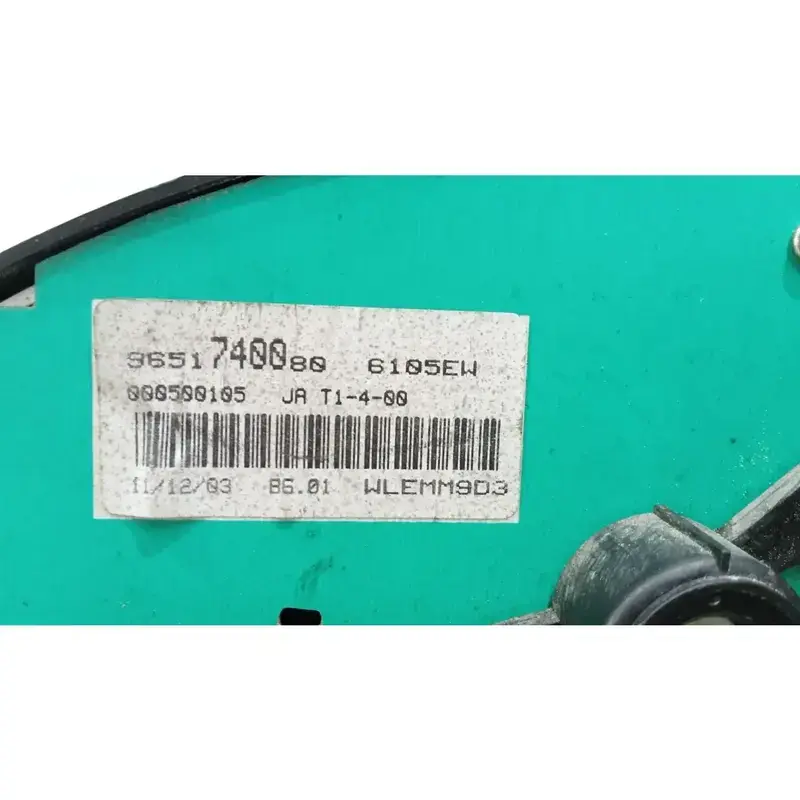 9651740080 6105EW
000500105 JA T1-4-00
11/12/03 B6.01 WLEMM9D3